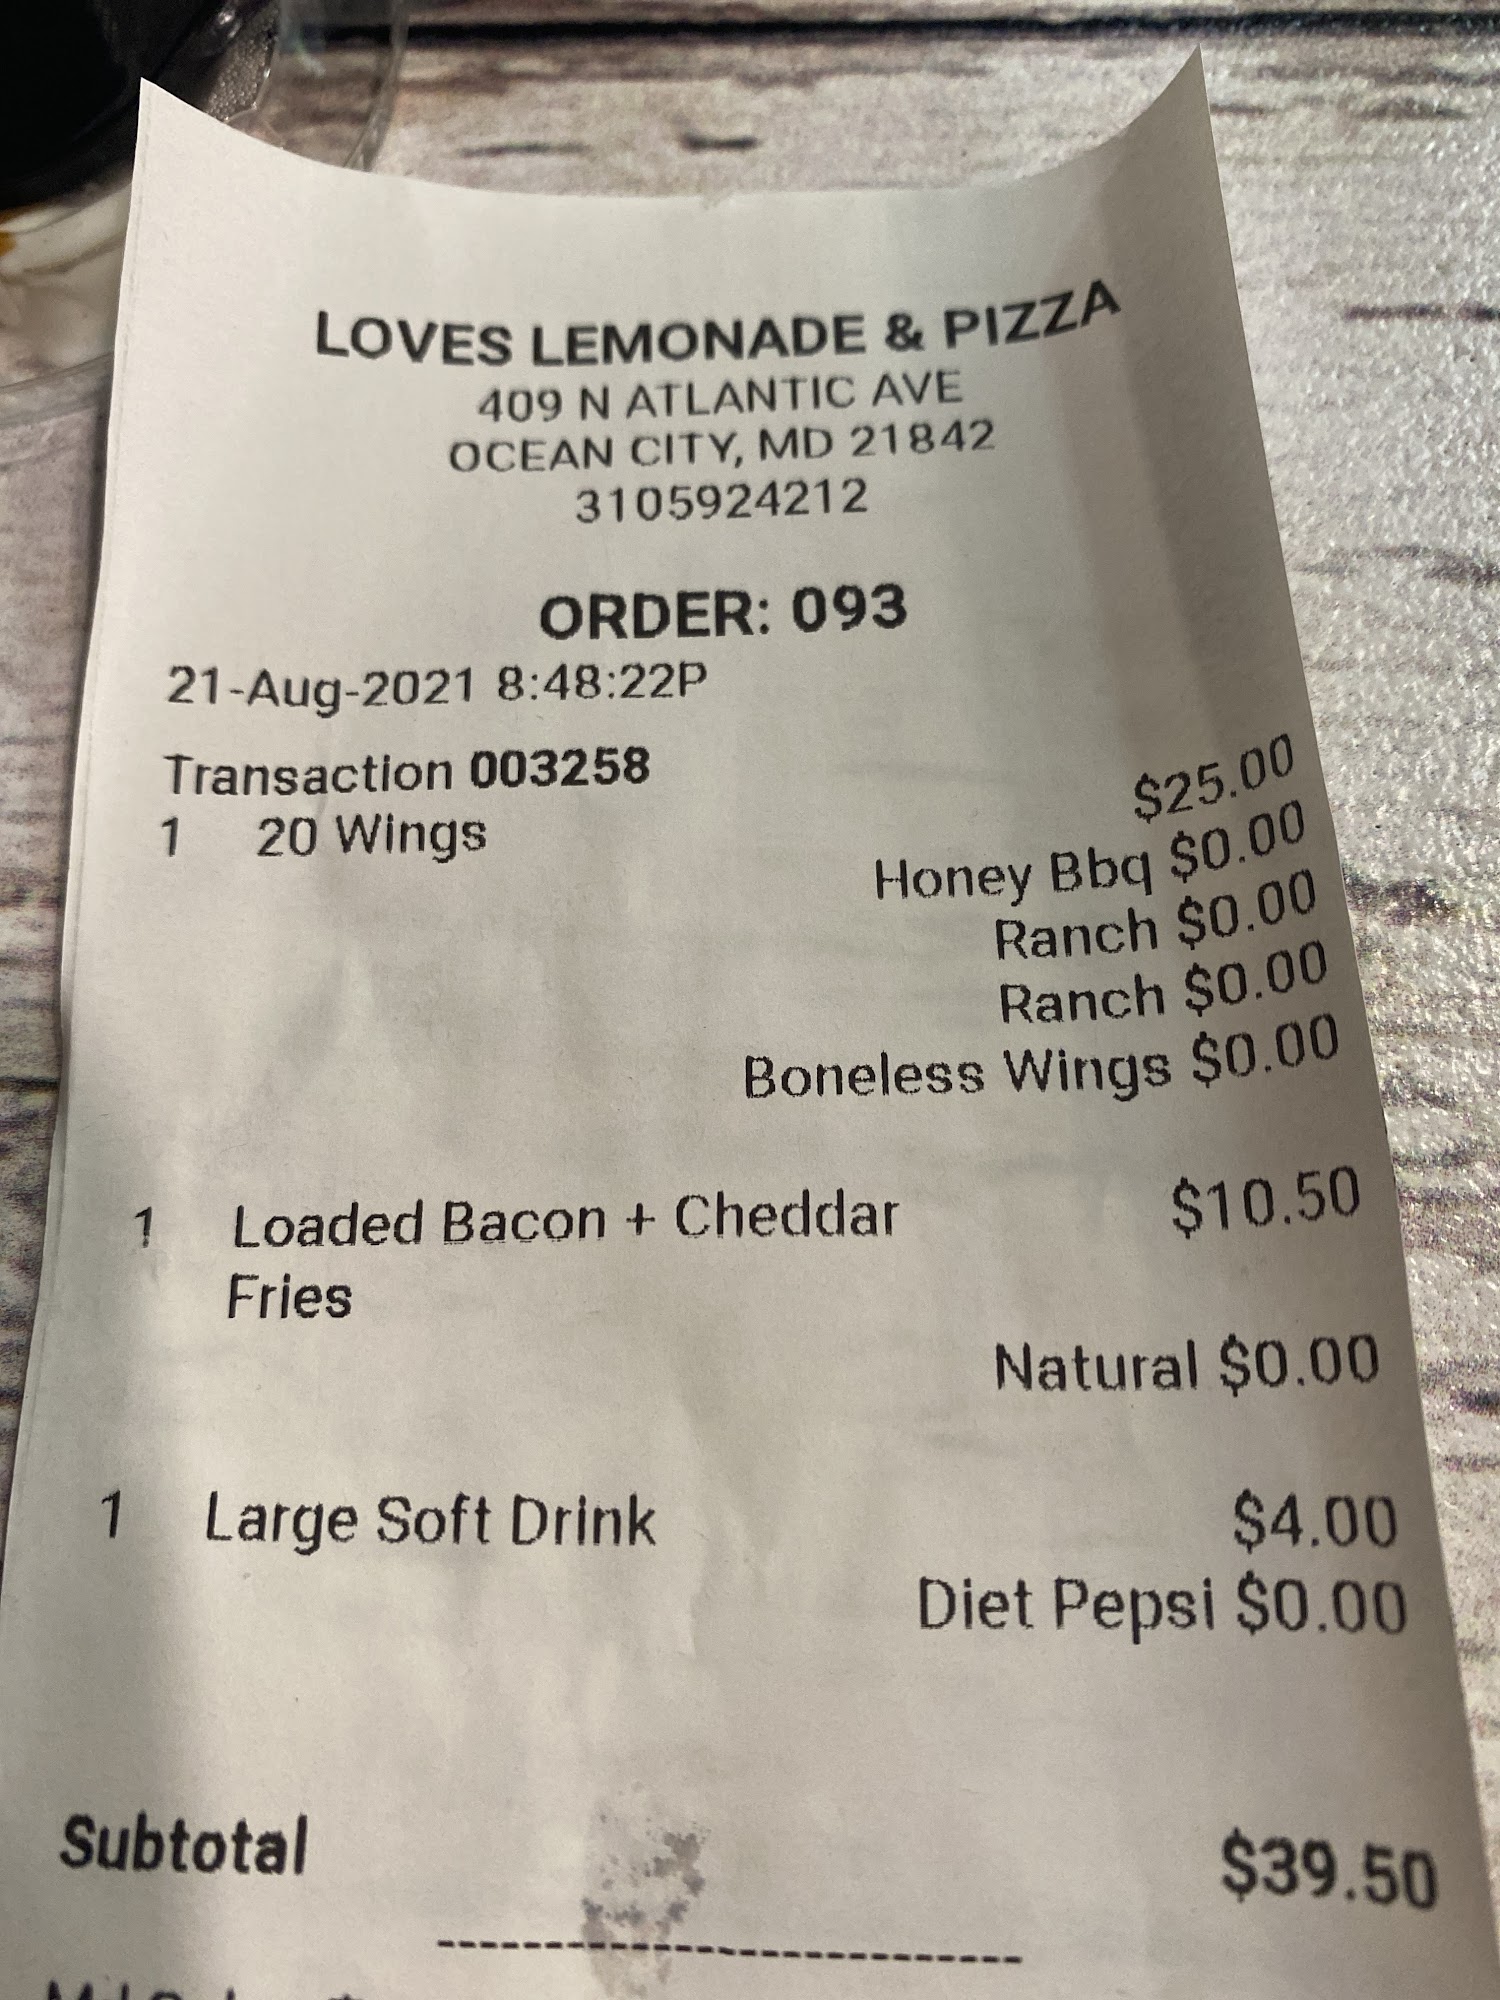 LOVES LEMONADE & PIZZA
409 N ATLANTIC AVE
OCEAN CITY, MD 21842
3105924212
ORDER: 093
21-Aug-2021 8:48:22P
Transaction 003258
1 20 Wings $25.00
Honey Bbq $0.00
Ranch $0.00
Ranch $0.00
Boneless Wings $0.00
1 Loaded Bacon + Cheddar $10.50
Fries
Natural $0.00
1 Large Soft Drink $4.00
Diet Pepsi $0.00
Subtotal $39.50
--------------------------------